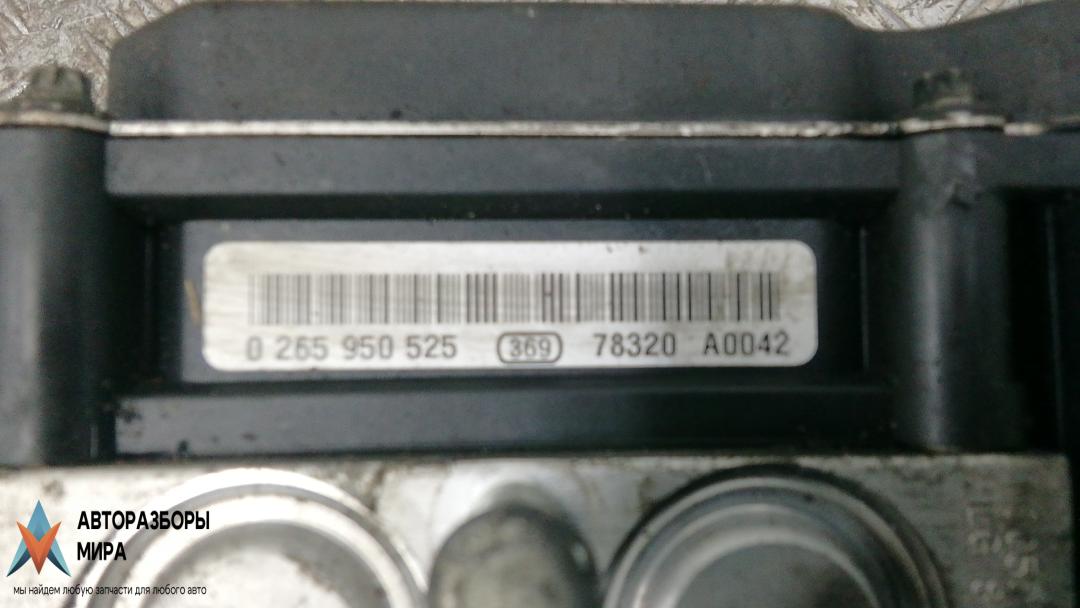 0 265 950 525 369 78320 A0042
АВТОРАЗБОРЫ
МИРА
мы найдем любую запчасти для любого авто